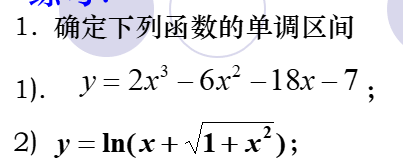 1. 确定下列函数的单调区间
1). y = 2x³ − 6x² − 18x − 7 ;
2) y = ln(x + √(1 + x²));